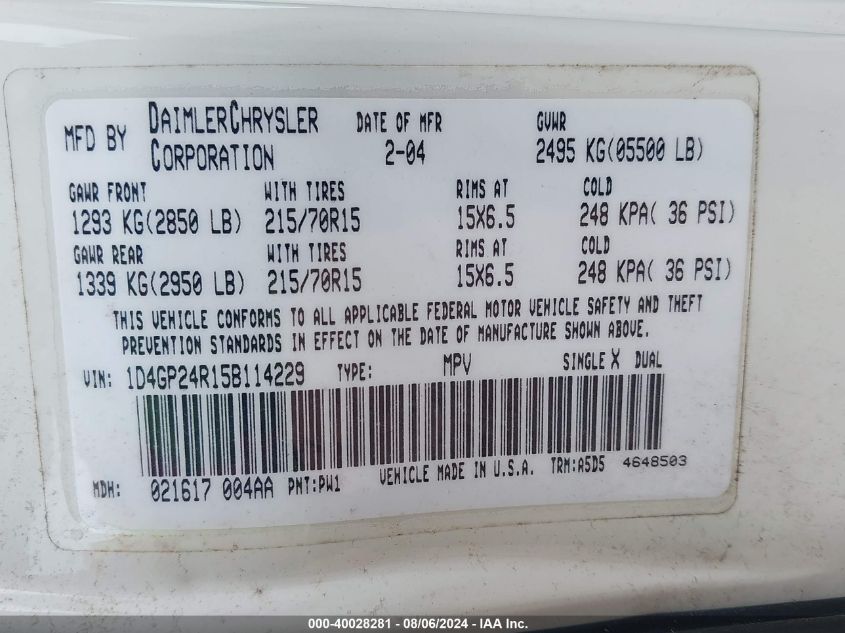 MFD BY DAIMLERCHRYSLER CORPORATION DATE OF MFR 2-04 GVWR 2495 KG(05500 LB)
GAWR FRONT WITH TIRES RIMS AT COLD
1293 KG(2850 LB) 215/70R15 15X6.5 248 KPA( 36 PSI)
GAWR REAR WITH TIRES RIMS AT COLD
1339 KG(2950 LB) 215/70R15 15X6.5 248 KPA( 36 PSI)
THIS VEHICLE CONFORMS TO ALL APPLICABLE FEDERAL MOTOR VEHICLE SAFETY AND THEFT
PREVENTION STANDARDS IN EFFECT ON THE DATE OF MANUFACTURE SHOWN ABOVE.
VIN: 1D4GP24R15B114229 TYPE: MPV SINGLE X DUAL
MDH: 021617 004AA PNT:PW1 VEHICLE MADE IN U.S.A. TRM:A5D5 4648503
000-40028281 - 08/06/2024 - IAA Inc.